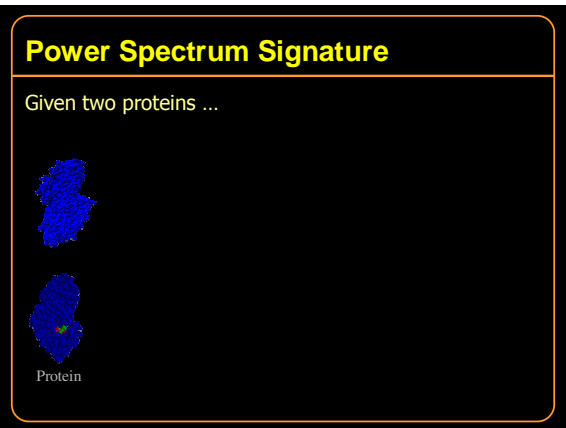 Power Spectrum Signature
Given two proteins …
Protein